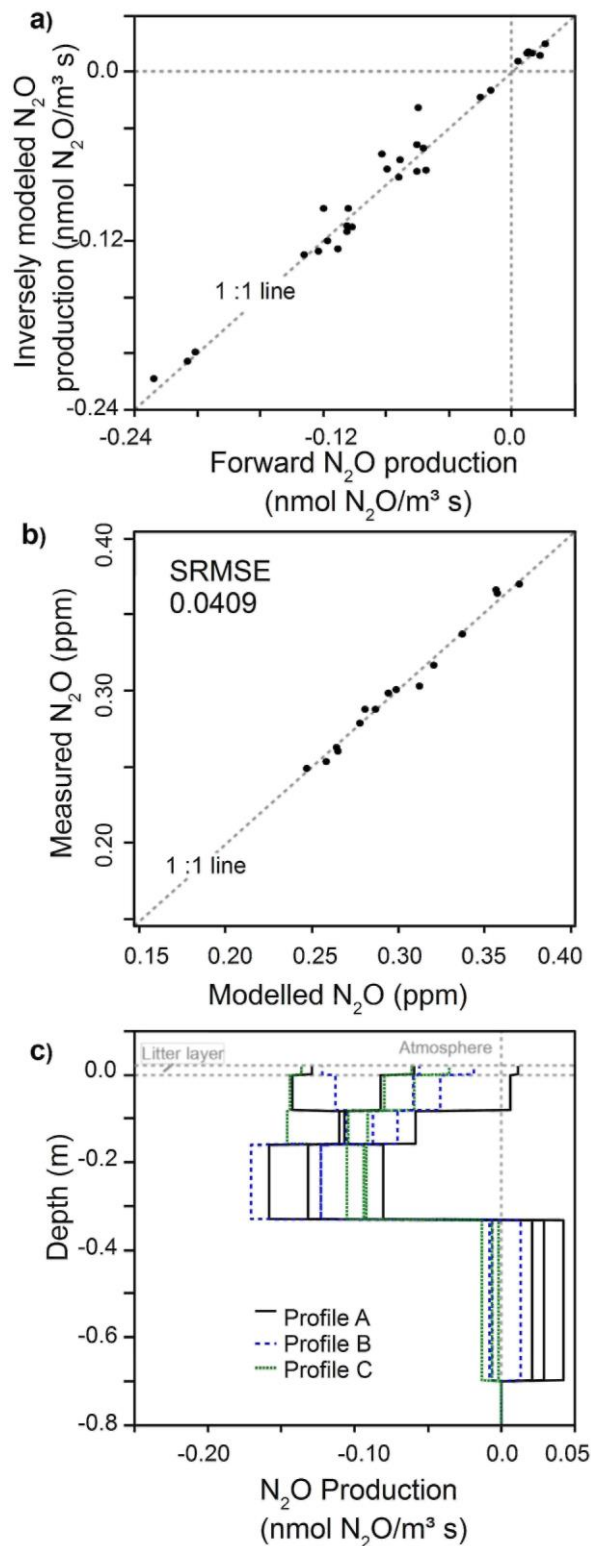 a)
0.0
-0.12
-0.24
Inversely modeled N₂O
production (nmol N₂O/m³ s)
1 :1 line
-0.24
-0.12
0.0
Forward N₂O production
(nmol N₂O/m³ s)
b)
SRMSE
0.0409
0.40
0.30
0.20
Measured N₂O (ppm)
1 :1 line
0.15
0.20
0.25
0.30
0.35
0.40
Modelled N₂O (ppm)
c)
Litter layer
Atmosphere
0.0
-0.2
-0.4
-0.6
-0.8
Depth (m)
Profile A
Profile B
Profile C
-0.20
-0.10
0.0
0.05
N₂O Production
(nmol N₂O/m³ s)